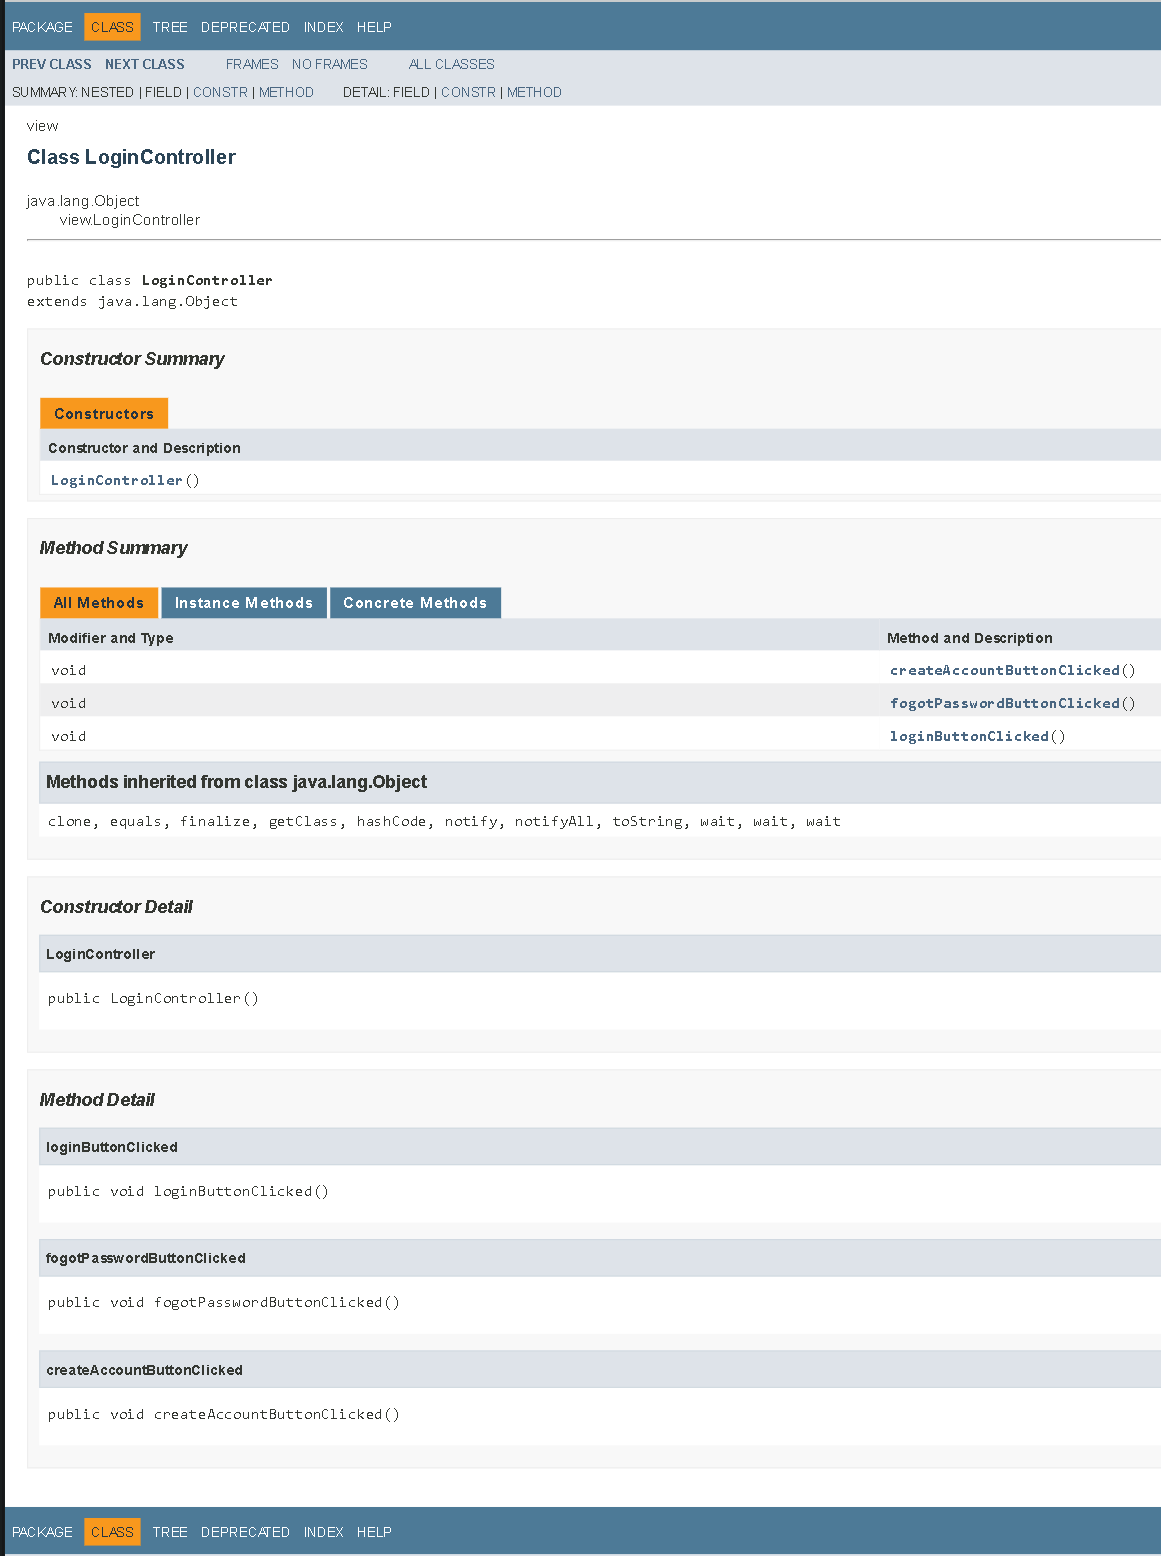 PACKAGE CLASS TREE DEPRECATED INDEX HELP
PREV CLASS NEXT CLASS FRAMES NO FRAMES ALL CLASSES
SUMMARY: NESTED | FIELD | CONSTR | METHOD DETAIL: FIELD | CONSTR | METHOD
view
Class LoginController
java.lang.Object
view.LoginController
public class LoginController
extends java.lang.Object
Constructor Summary
Constructors
Constructor and Description
LoginController()
Method Summary
All Methods Instance Methods Concrete Methods
Modifier and Type Method and Description
void createAccountButtonClicked()
void fogotPasswordButtonClicked()
void loginButtonClicked()
Methods inherited from class java.lang.Object
clone, equals, finalize, getClass, hashCode, notify, notifyAll, toString, wait, wait, wait
Constructor Detail
LoginController
public LoginController()
Method Detail
loginButtonClicked
public void loginButtonClicked()
fogotPasswordButtonClicked
public void fogotPasswordButtonClicked()
createAccountButtonClicked
public void createAccountButtonClicked()
PACKAGE CLASS TREE DEPRECATED INDEX HELP